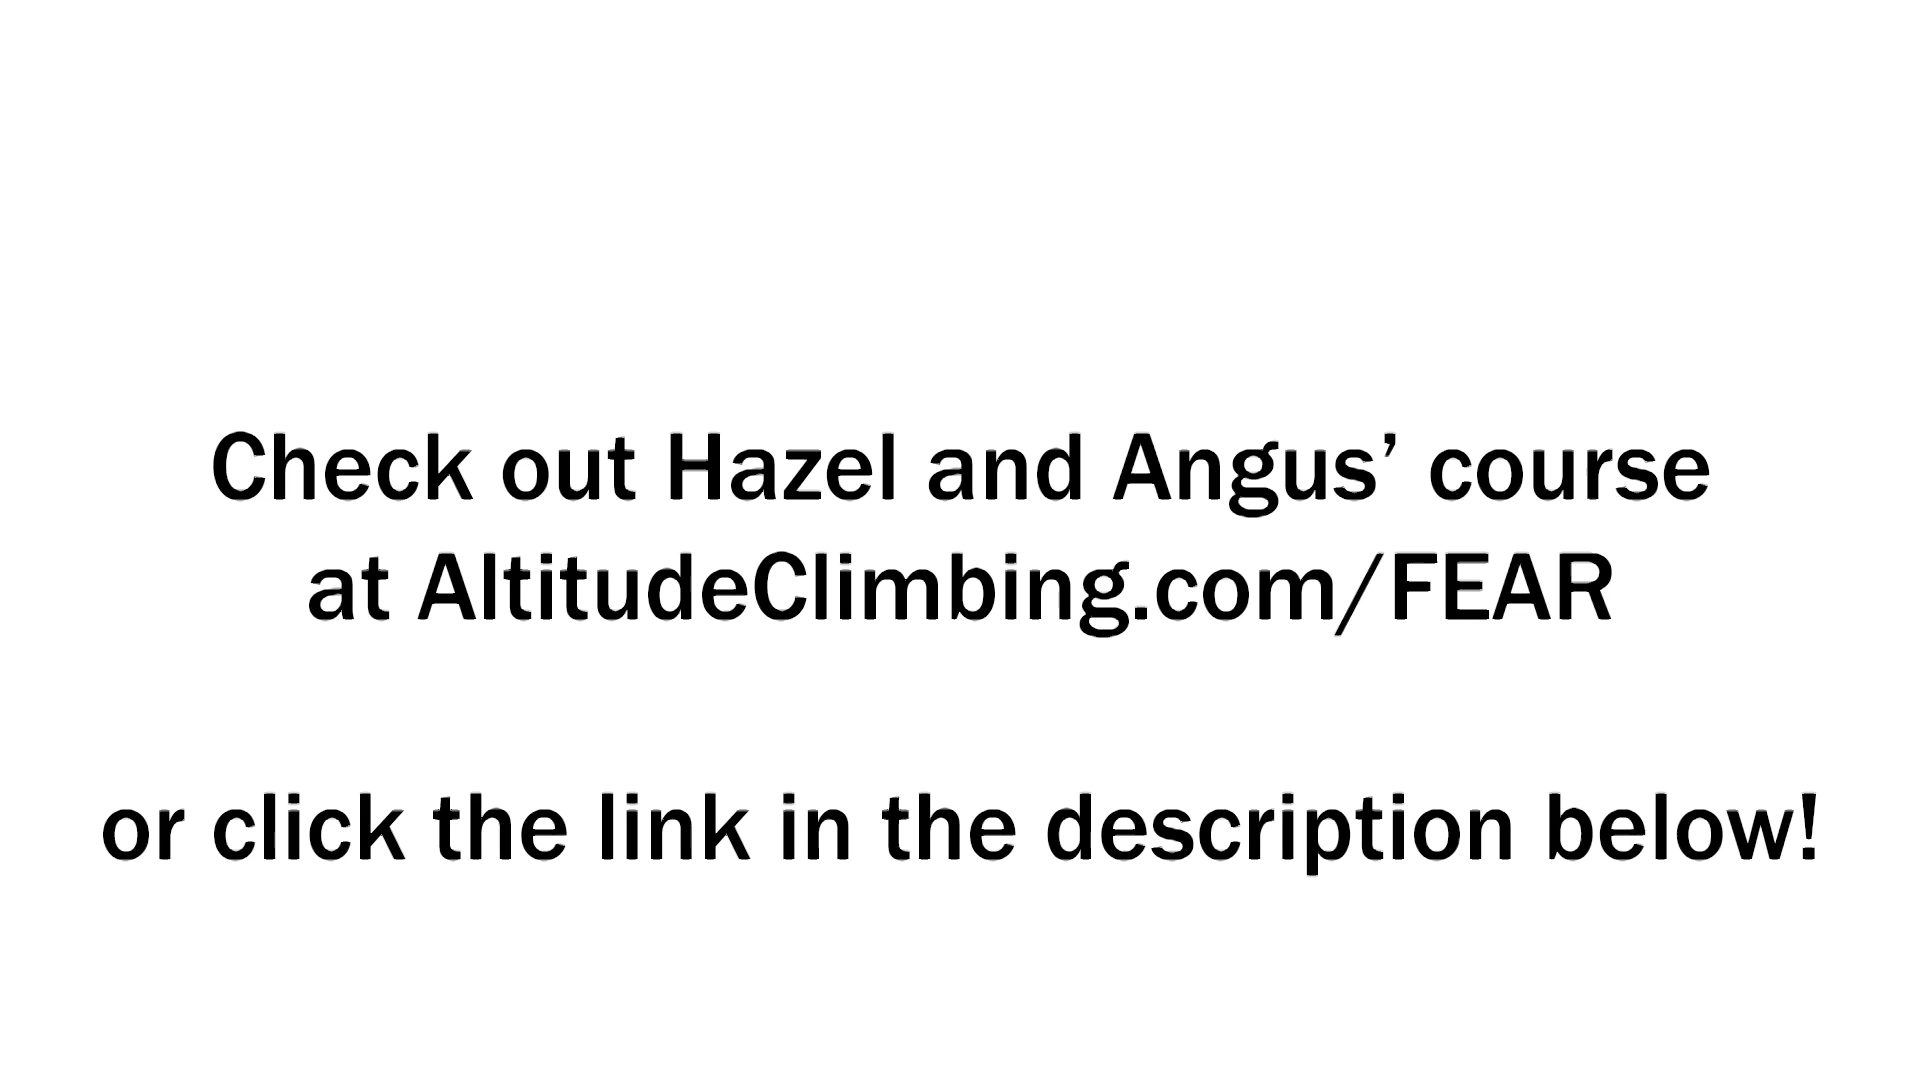 Check out Hazel and Angus’ course
at AltitudeClimbing.com/FEAR
or click the link in the description below!